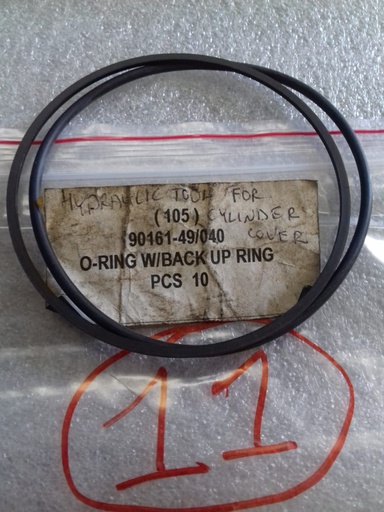 HYDRAULIC TOOL FOR
(105) CYLINDER
90161-49/040 COVER
O-RING W/BACK UP RING
PCS 10
11